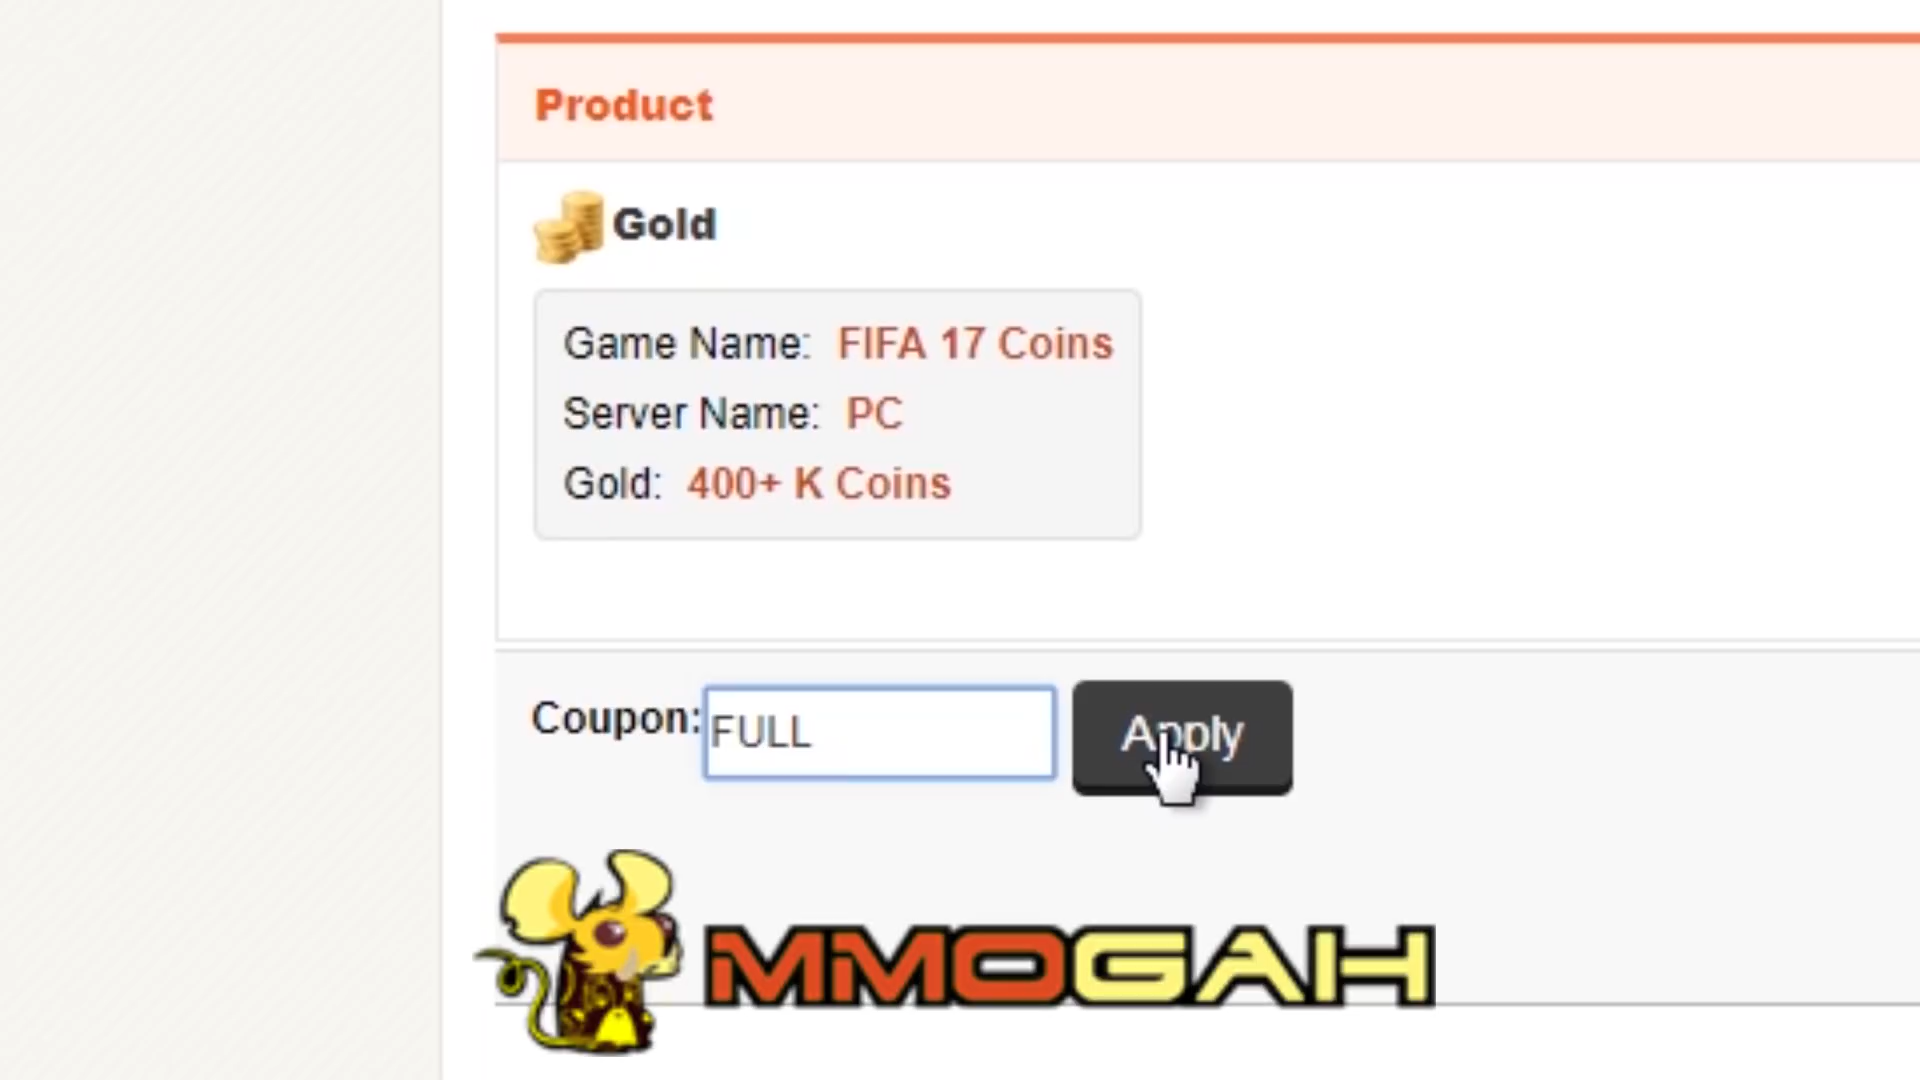 Product
Gold
Game Name: FIFA 17 Coins
Server Name: PC
Gold: 400+ K Coins
Coupon: FULL Apply
MMOGAH